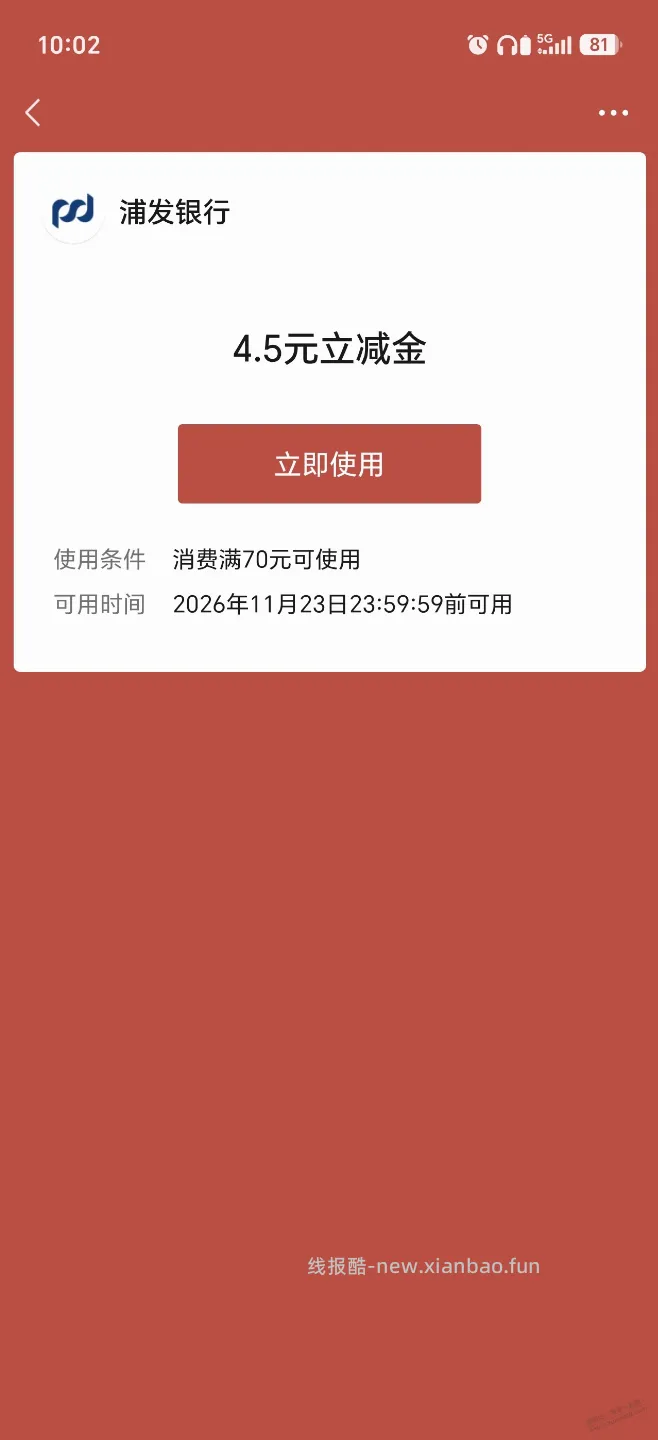 10:02
5G
81
浦发银行
4.5元立减金
立即使用
使用条件 消费满70元可使用
可用时间 2026年11月23日23:59:59前可用
线报酷-new.xianbao.fun